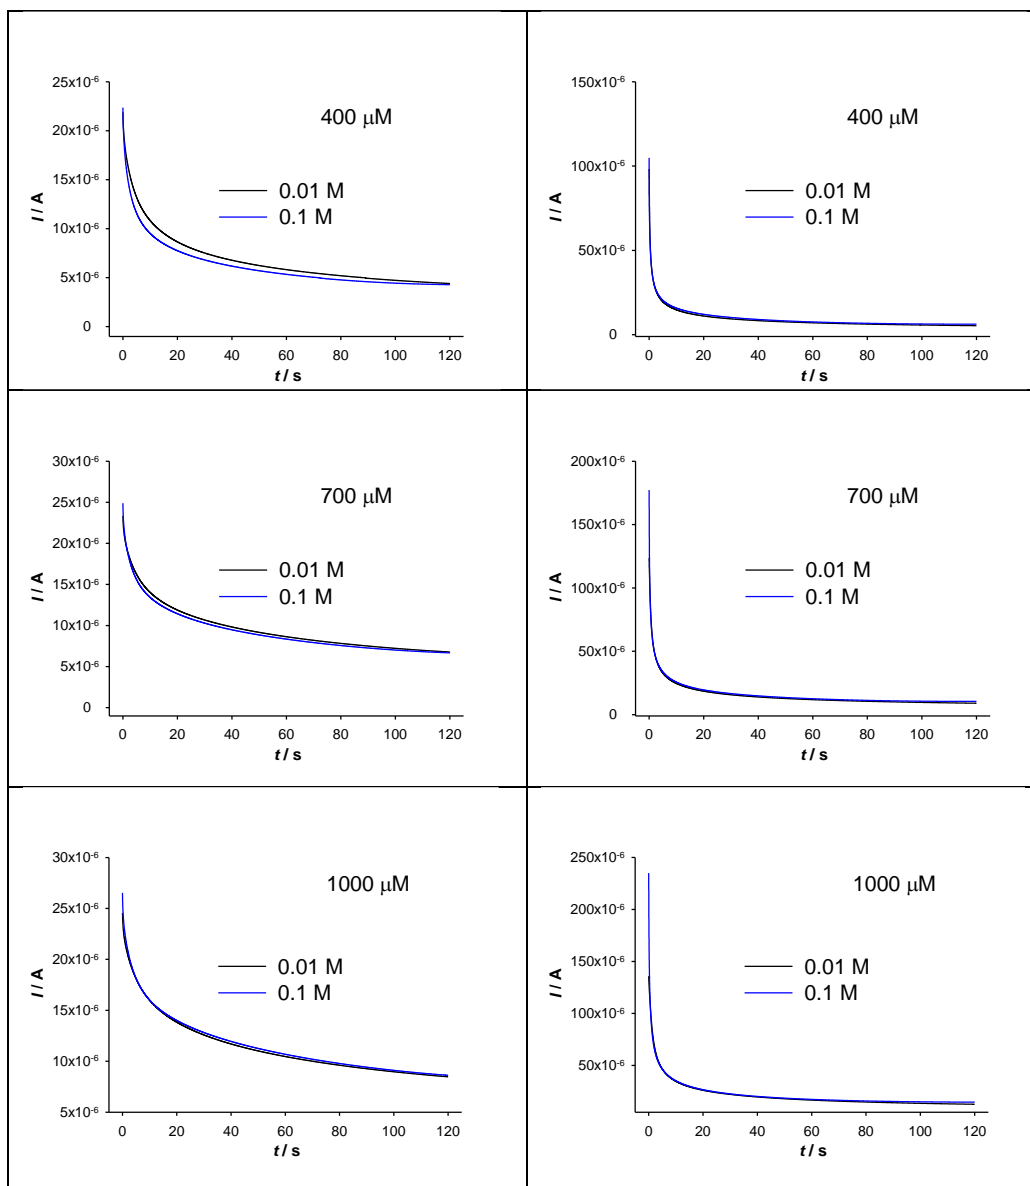 25x10-6
400 μM
20x10-6
15x10-6
I / A
0.01 M
0.1 M
10x10-6
5x10-6
0
0 20 40 60 80 100 120
t / s
150x10-6
400 μM
100x10-6
I / A
0.01 M
0.1 M
50x10-6
0
0 20 40 60 80 100 120
t / s
30x10-6
700 μM
25x10-6
20x10-6
I / A
0.01 M
0.1 M
15x10-6
10x10-6
5x10-6
0
0 20 40 60 80 100 120
t / s
200x10-6
700 μM
150x10-6
I / A
0.01 M
0.1 M
100x10-6
50x10-6
0
0 20 40 60 80 100 120
t / s
30x10-6
1000 μM
25x10-6
20x10-6
I / A
0.01 M
0.1 M
15x10-6
10x10-6
5x10-6
0 20 40 60 80 100 120
t / s
250x10-6
1000 μM
200x10-6
150x10-6
I / A
0.01 M
0.1 M
100x10-6
50x10-6
0 20 40 60 80 100 120
t / s